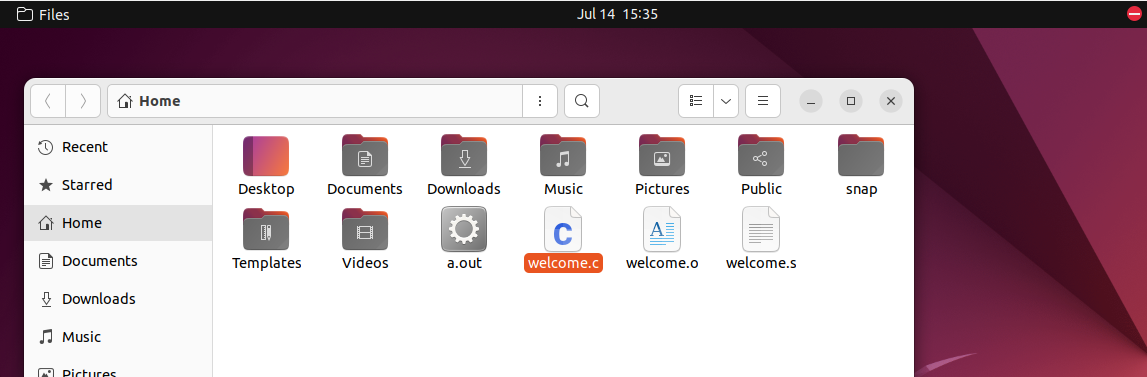 Files
Jul 14 15:35
Home
Recent
Starred
Home
Documents
Downloads
Music
Pictures
Desktop
Documents
Downloads
Music
Pictures
Public
snap
Templates
Videos
a.out
welcome.c
welcome.o
welcome.s